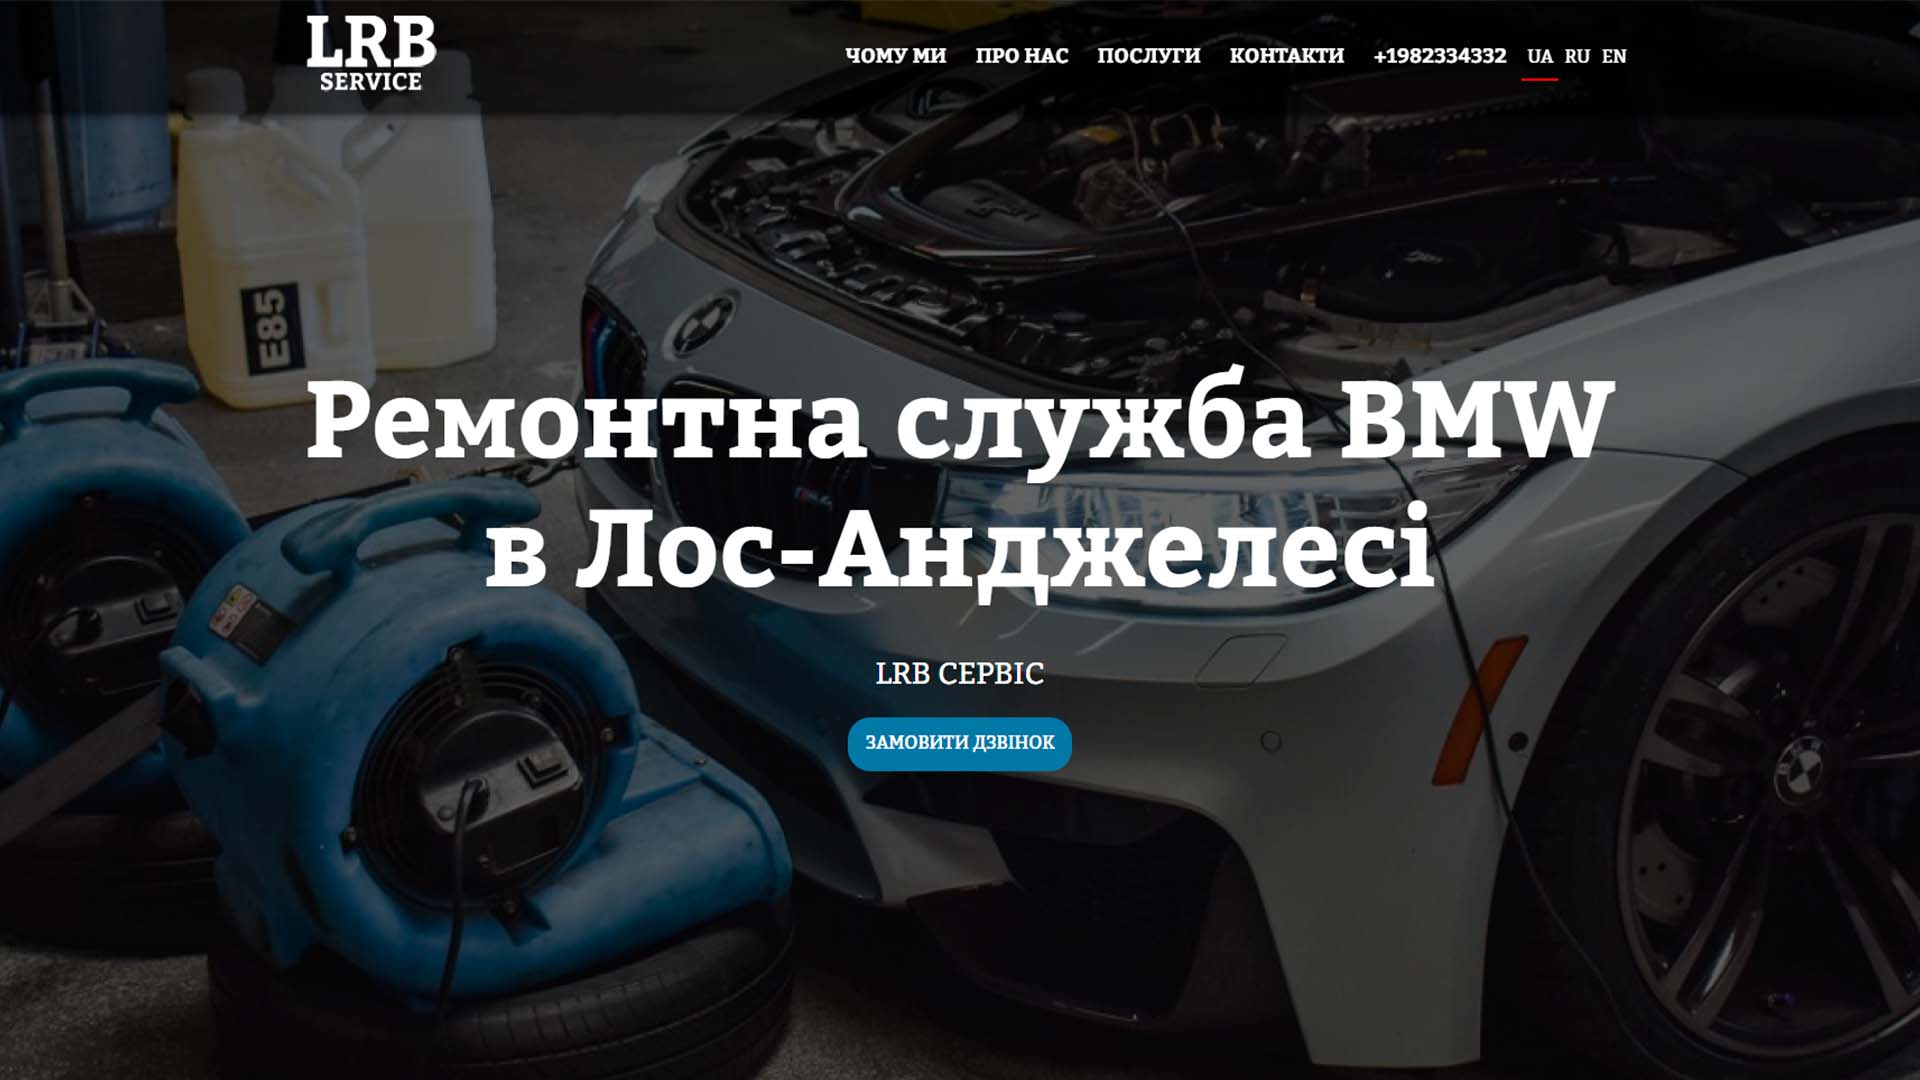 LRB
SERVICE
ЧОМУ МИ ПРО НАС ПОСЛУГИ КОНТАКТИ +1982334332 UA RU EN
E85
Ремонтна служба BMW
в Лос-Анджелесі
LRB СЕРВІС
ЗАМОВИТИ ДЗВІНОК